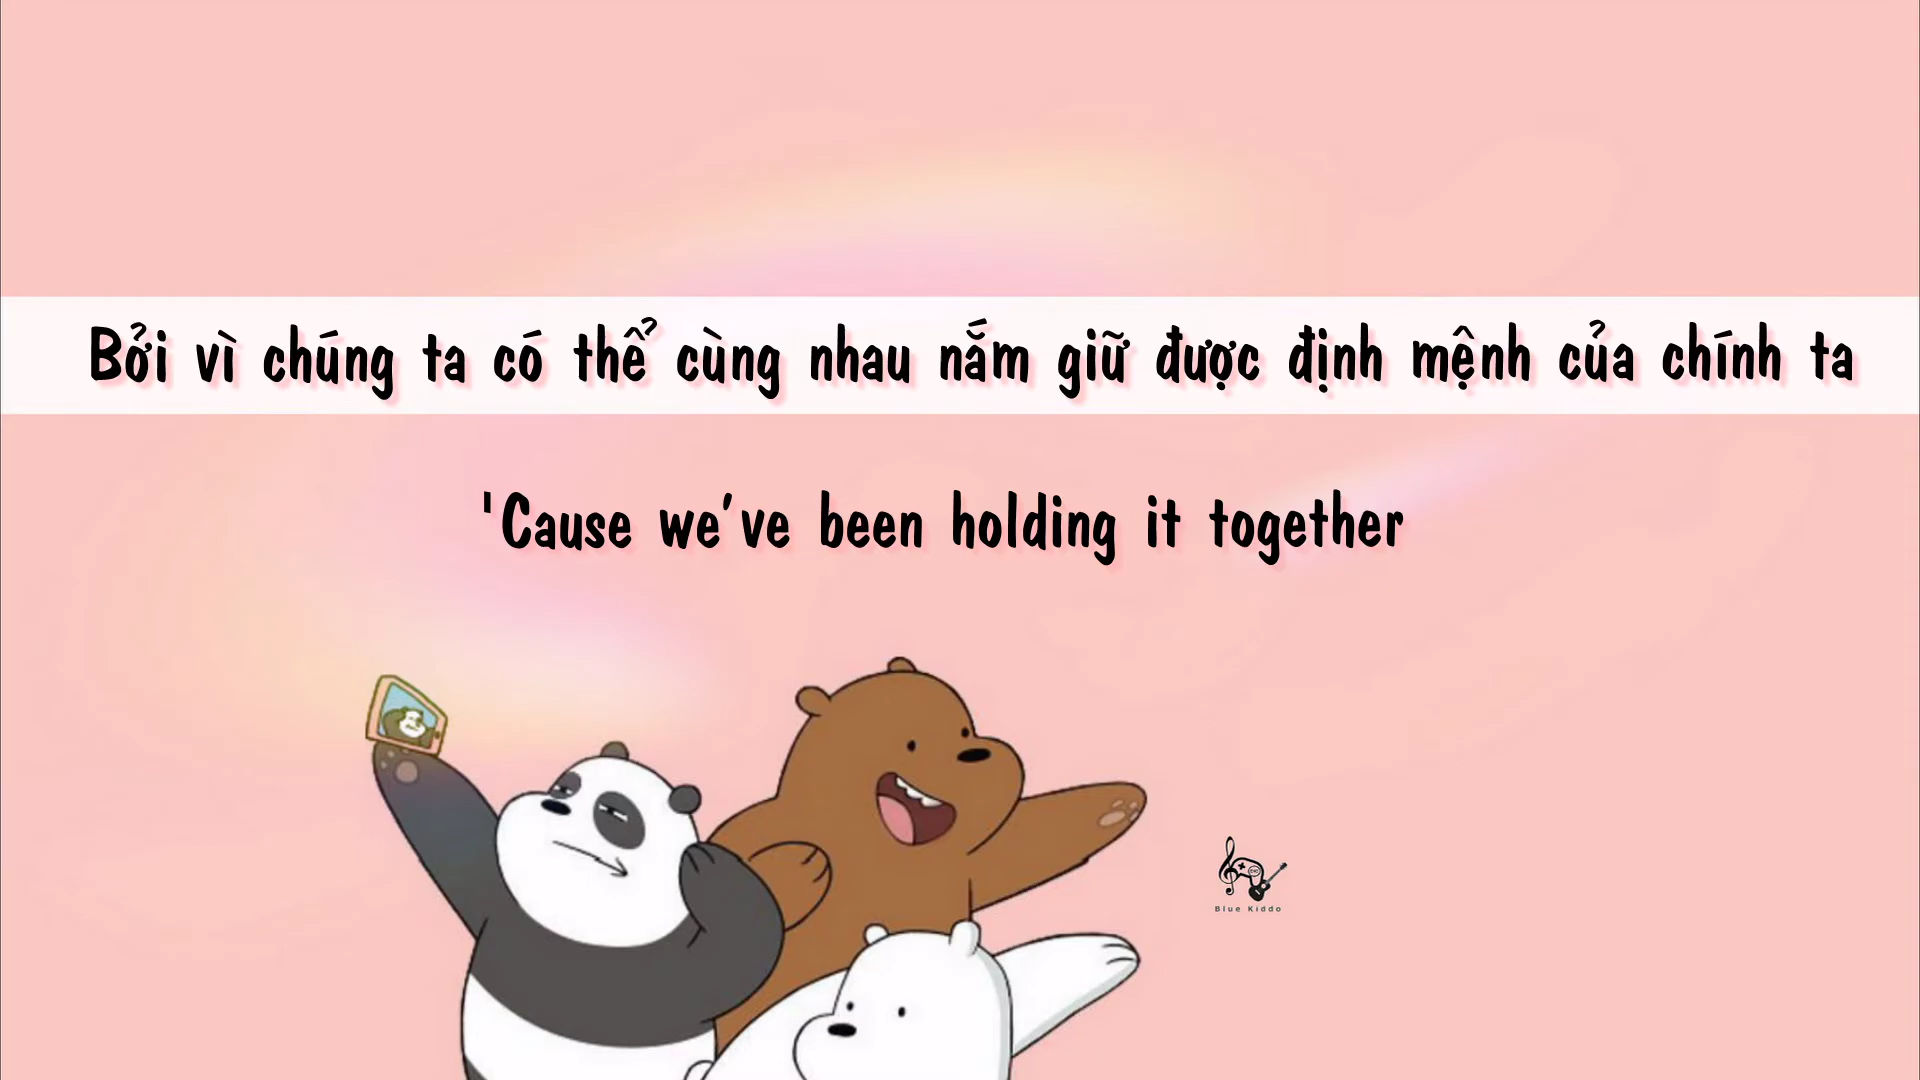 Bởi vì chúng ta có thể cùng nhau nắm giữ được định mệnh của chính ta
'Cause we've been holding it together
Blue Kiddo